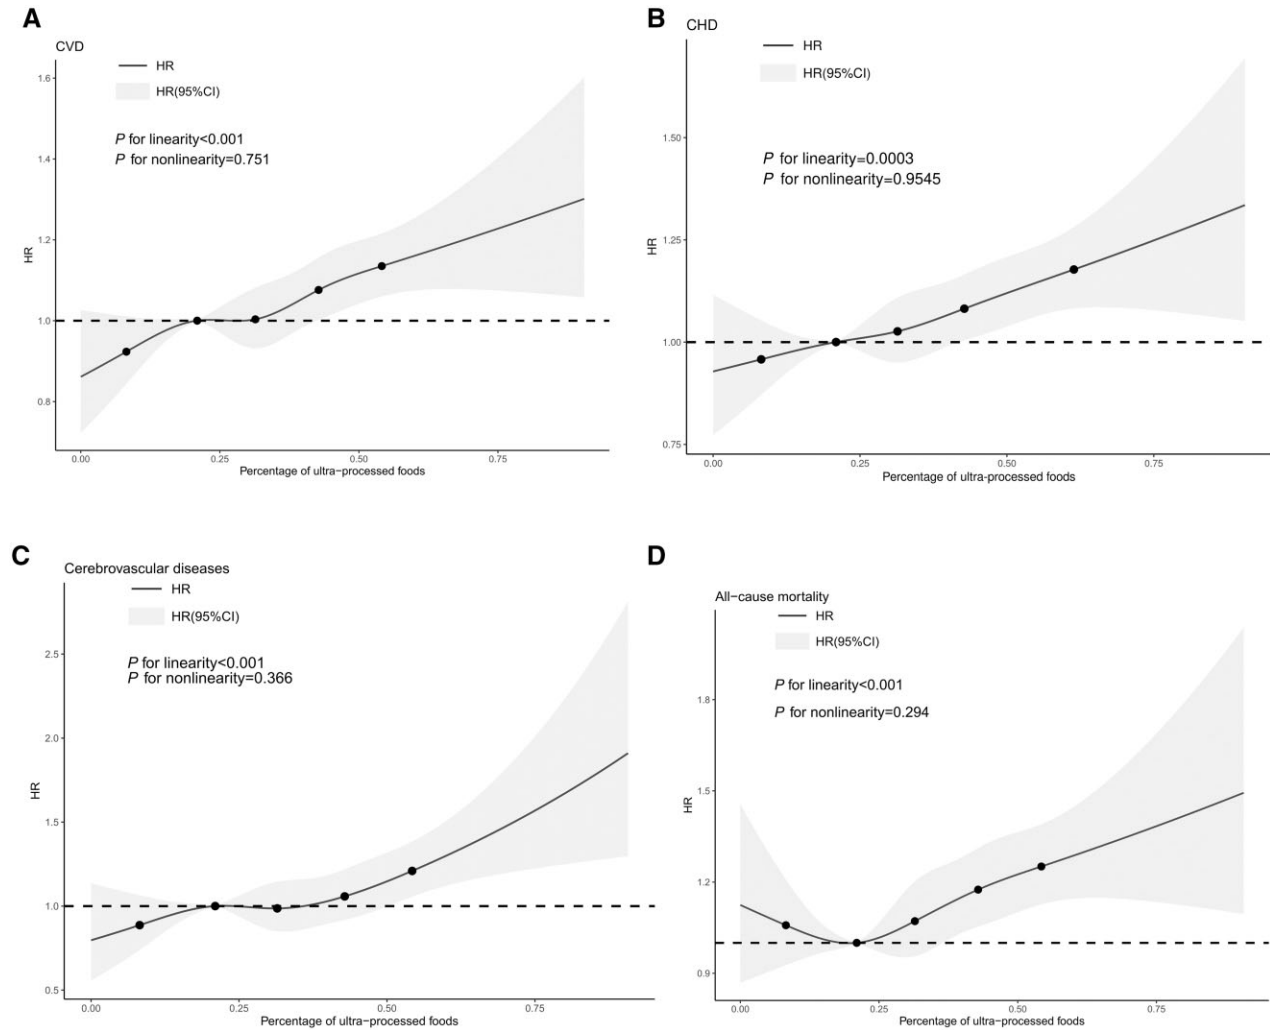 A
CVD
HR
HR(95%CI)
P for linearity<0.001
P for nonlinearity=0.751
1.6
1.4
1.2
1.0
0.8
HR
0.00
0.25
0.50
0.75
Percentage of ultra-processed foods
B
CHD
HR
HR(95%CI)
P for linearity=0.0003
P for nonlinearity=0.9545
1.50
1.25
1.00
0.75
HR
0.00
0.25
0.50
0.75
Percentage of ultra-processed foods
C
Cerebrovascular diseases
HR
HR(95%CI)
P for linearity<0.001
P for nonlinearity=0.366
2.5
2.0
1.5
1.0
0.5
HR
0.00
0.25
0.50
0.75
Percentage of ultra-processed foods
D
All−cause mortality
HR
HR(95%CI)
P for linearity<0.001
P for nonlinearity=0.294
1.8
1.5
1.2
0.9
HR
0.00
0.25
0.50
0.75
Percentage of ultra-processed foods